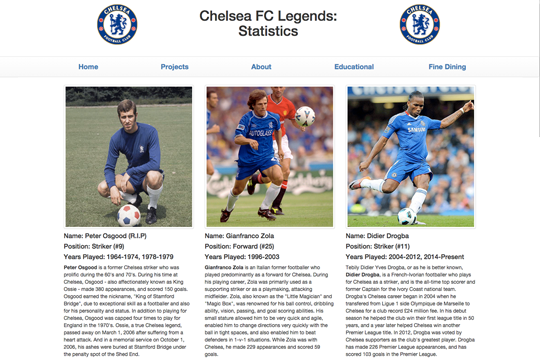 Chelsea FC Legends:
Statistics
Home Projects About Educational Fine Dining
AUTOGLASS
SAMSUNG
Name: Peter Osgood (R.I.P)
Position: Striker (#9)
Years Played: 1964-1974, 1978-1979
Peter Osgood is a former Chelsea striker who was
prolific during the 60's and 70's. During his time at
Chelsea, Osgood - also affectionately known as King
Ossie - made 380 appearances, and scored 150 goals.
Osgood earned the nickname, "King of Stamford
Bridge", due to exceptional skill as a footballer and also
for his personality and status. In addition to playing for
Chelsea, Osgood was capped four times to play for
England in the 1970's. Ossie, a true Chelsea legend,
passed away on March 1, 2006 after suffering from a
heart attack. And in a memorial service on October 1,
2006, his ashes were buried at Stamford Bridge under
the penalty spot of the Shed End.
Name: Gianfranco Zola
Position: Forward (#25)
Years Played: 1996-2003
Gianfranco Zola is an Italian former footballer who
played predominantly as a forward for Chelsea. During
his playing career, Zola was primarily used as a
supporting striker or as a playmaking, attacking
midfielder. Zola, also known as the "Little Magician" and
"Magic Box", was renowned for his ball control, dribbling
ability, vision, passing, and goal scoring abilities. His
small stature allowed him to be very quick and agile,
enabled him to change directions very quickly with the
ball in tight spaces, and also enabled him to beat
defenders in 1-v-1 situations. While Zola was with
Chelsea, he made 229 appearances and scored 59
goals.
Name: Didier Drogba
Position: Striker (#11)
Years Played: 2004-2012, 2014-Present
Tébily Didier Yves Drogba, or as he is better known,
Didier Drogba, is a French-Ivorian footballer who plays
for Chelsea as a striker, and is the all-time top scorer and
former Captain of the Ivory Coast national team.
Drogba's Chelsea career began in 2004 when he
transferred from Ligue 1 side Olympique de Marseille to
Chelsea for a club record £24 million fee. In his debut
season he helped the club win their first league title in 50
years, and a year later helped Chelsea win another
Premier League title. In 2012, Drogba was voted by
Chelsea supporters as the club's greatest player. Drogba
has made 226 Premier League appearances, and has
scored 103 goals in the Premier League.